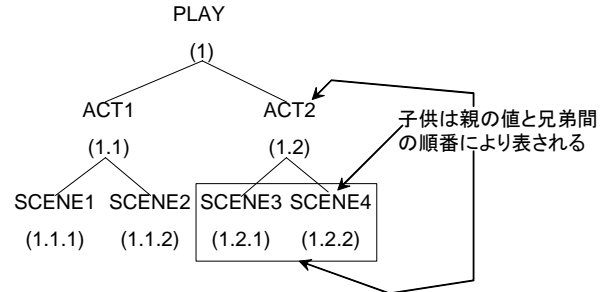 PLAY
(1)
ACT1 ACT2
(1.1) (1.2)
子供は親の値と兄弟間
の順番により表される
SCENE1 SCENE2 SCENE3 SCENE4
(1.1.1) (1.1.2) (1.2.1) (1.2.2)